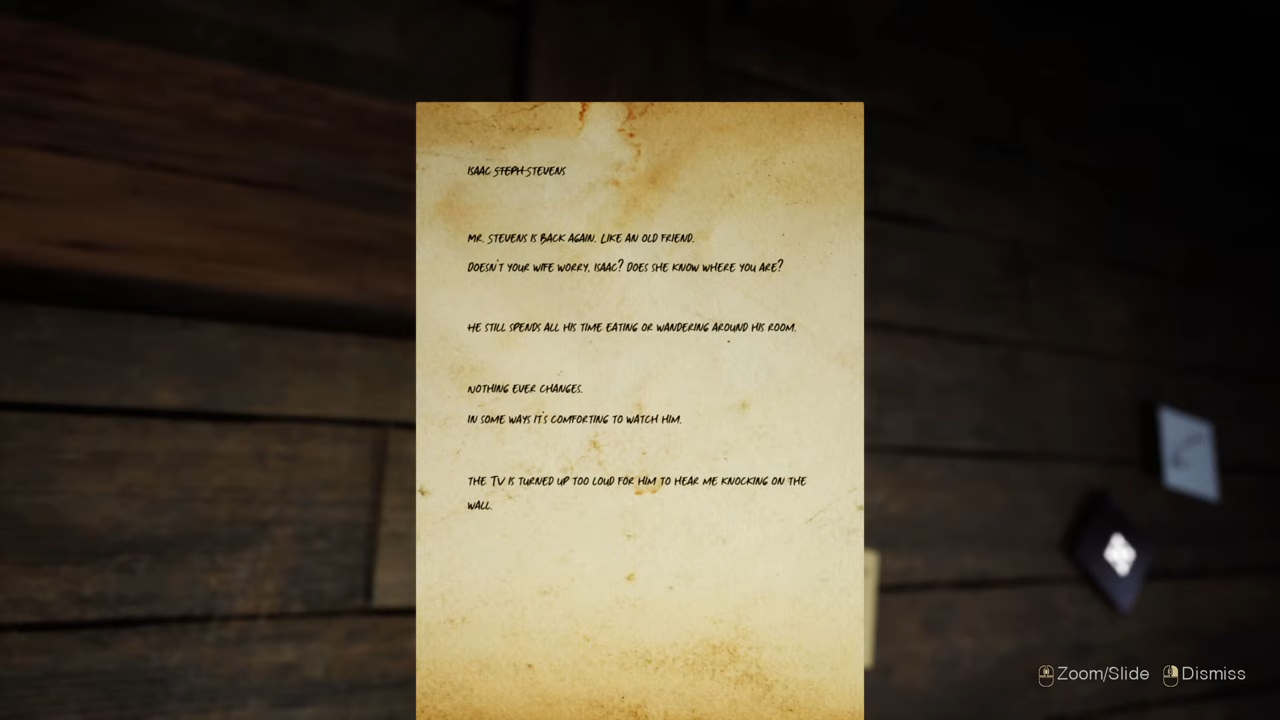 ISAAC STEPH STEVENS
MR. STEVENS IS BACK AGAIN. LIKE AN OLD FRIEND.
DOESN'T YOUR WIFE WORRY, ISAAC? DOES SHE KNOW WHERE YOU ARE?
HE STILL SPENDS ALL HIS TIME EATING OR WANDERING AROUND HIS ROOM.
NOTHING EVER CHANGES.
IN SOME WAYS IT'S COMFORTING TO WATCH HIM.
THE TV IS TURNED UP TOO LOUD FOR HIM TO HEAR ME KNOCKING ON THE
WALL.
Zoom/Slide Dismiss